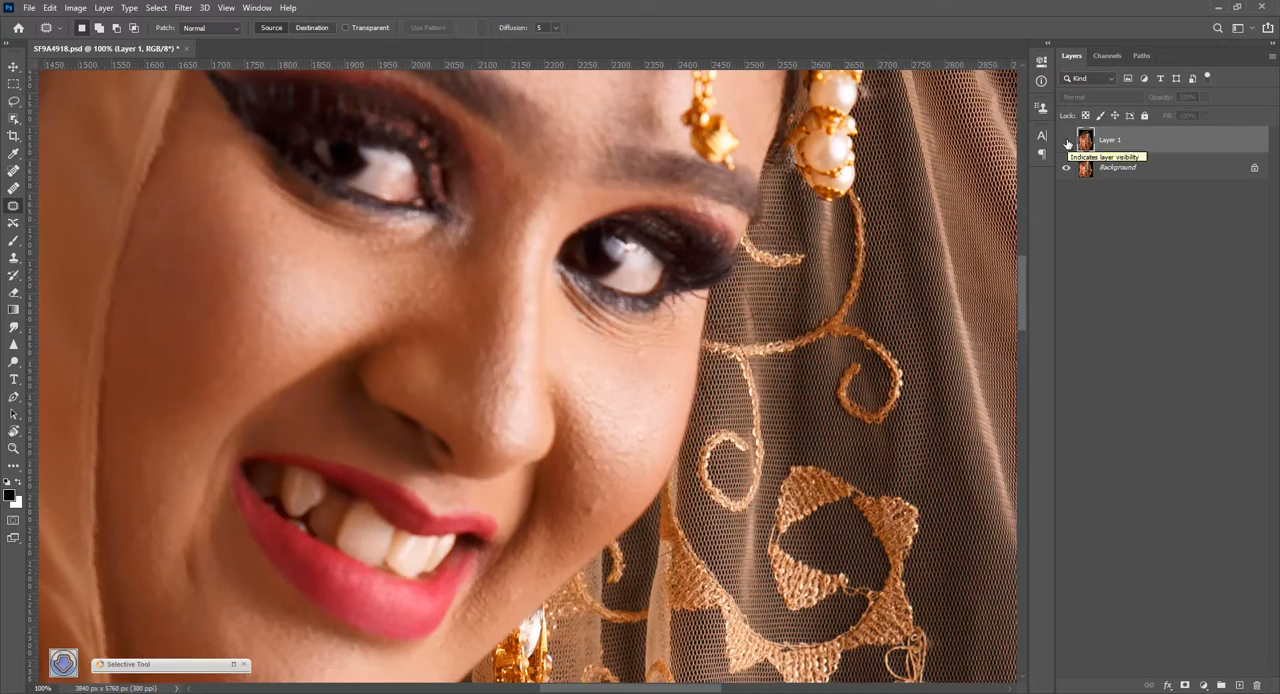 File Edit Image Layer Type Select Filter 3D View Window Help
Patch: Normal Source Destination Transparent Use Pattern Diffusion: 5
SF9A4918.psd @ 100% (Layer 1, RGB/8*) *
1450 1500 1550 1600 1650 1700 1750 1800 1850 1900 1950 2000 2050 2100 2150 2200 2250 2300 2350 2400 2450 2500 2550 2600 2650 2700 2750 2800 2850
Layers Channels Paths
Kind
Normal Opacity: 100%
Lock: Fill: 100%
Layer 1
Indicates layer visibility
Background
Selective Tool
100% 3840 px x 5760 px (300 ppi)